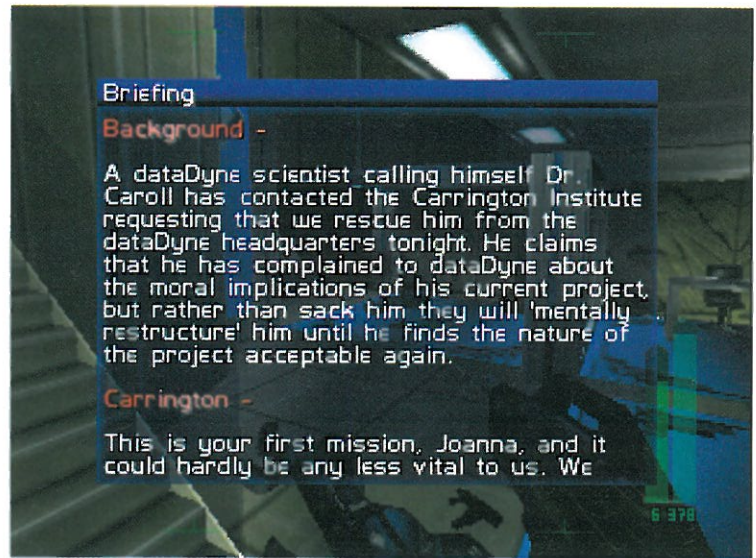 Briefing
Background -
A dataDyne scientist calling himself Dr.
Caroll has contacted the Carrington Institute
requesting that we rescue him from the
dataDyne headquarters tonight. He claims
that he has complained to dataDyne about
the moral implications of his current project,
but rather than sack him they will 'mentally
restructure' him until he finds the nature of
the project acceptable again.
Carrington -
This is your first mission, Joanna, and it
could hardly be any less vital to us. We
6 378